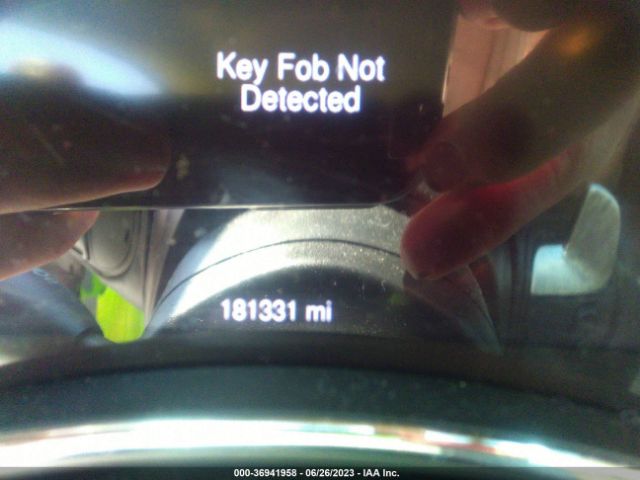 Key Fob Not
Detected
181331 mi
000-36941958 - 06/26/2023 - IAA Inc.